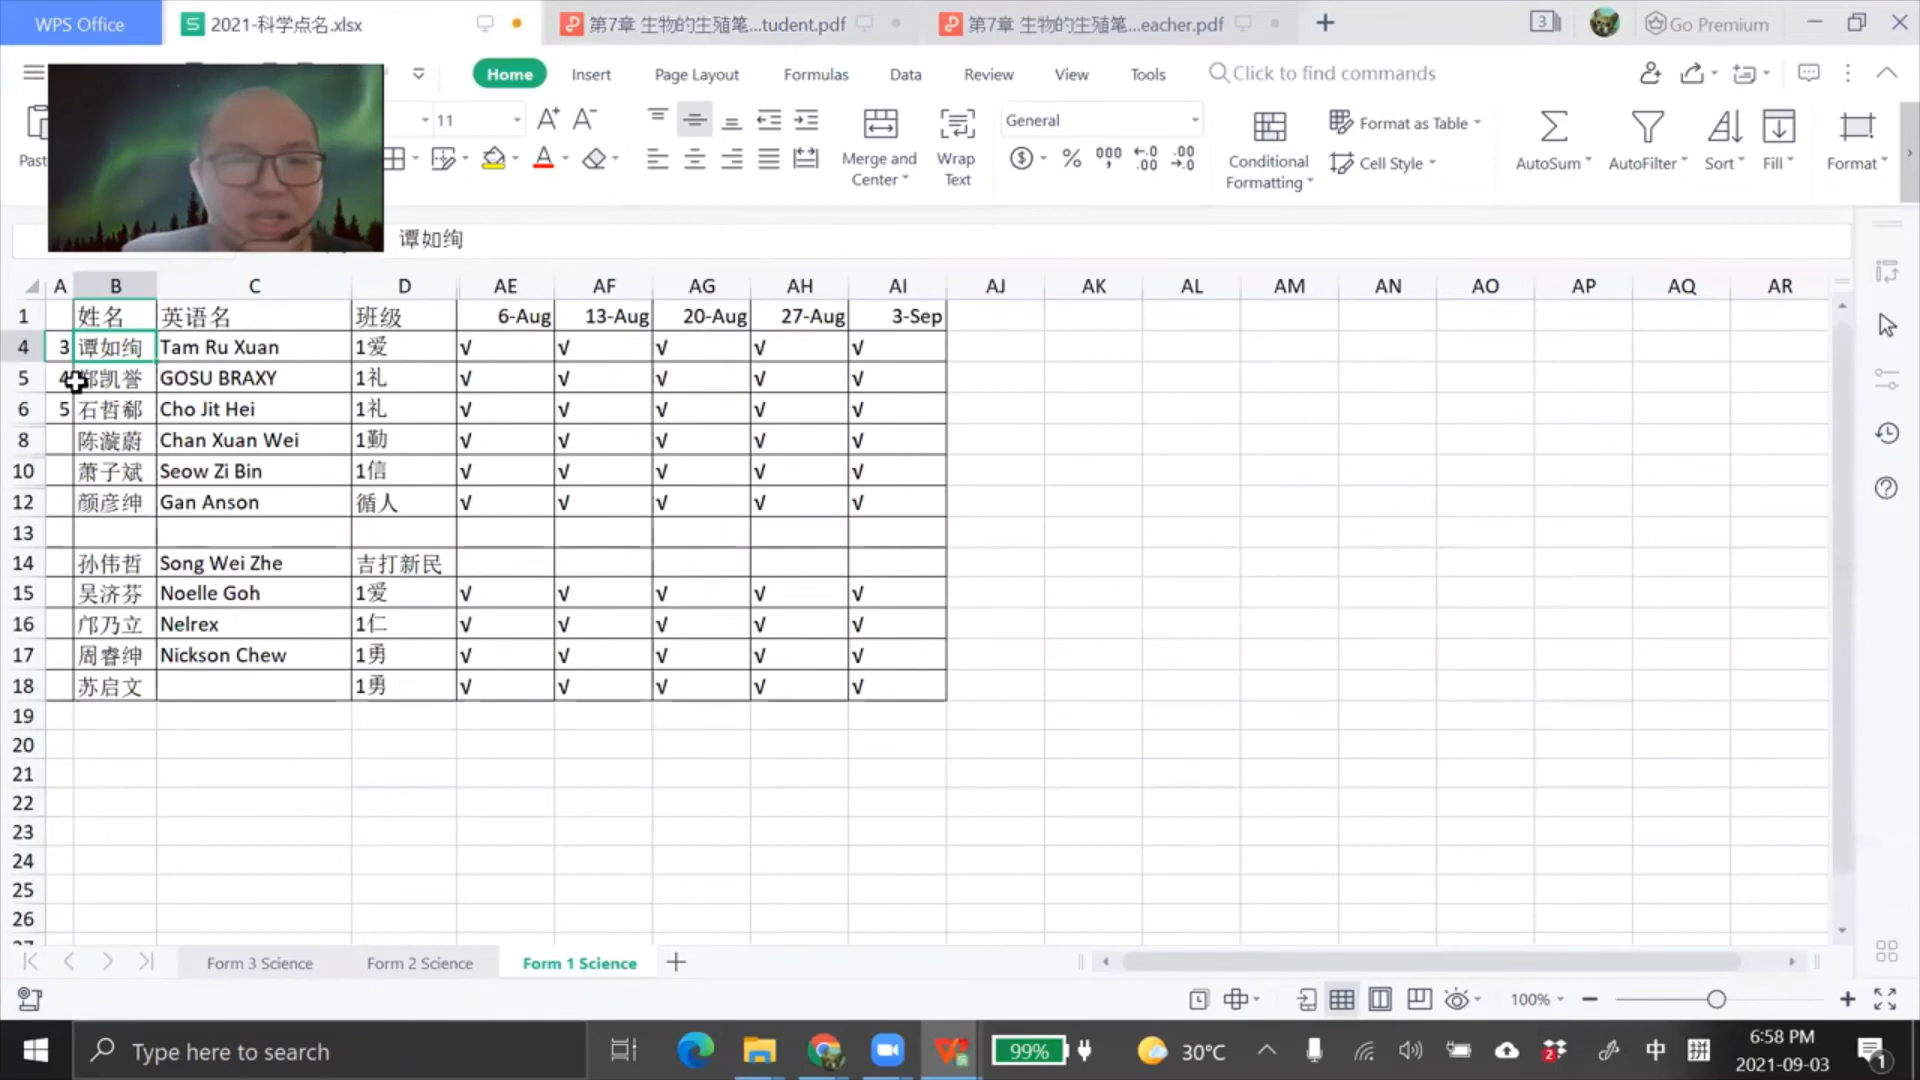 WPS Office
2021-科学点名.xlsx
第7章 生物的生殖笔...tudent.pdf
第7章 生物的生殖笔...eacher.pdf
3
Go Premium
Home Insert Page Layout Formulas Data Review View Tools Click to find commands
Past
11
Merge and Center
Wrap Text
General
Conditional Formatting
Format as Table
Cell Style
AutoSum
AutoFilter
Sort
Fill
Format
谭如绚
A B C D AE AF AG AH AI AJ AK AL AM AN AO AP AQ AR
1 姓名 英语名 班级 6-Aug 13-Aug 20-Aug 27-Aug 3-Sep
4 3 谭如绚 Tam Ru Xuan 1爱 √ √ √ √ √
5 4 郑凯誉 GOSU BRAXY 1礼 √ √ √ √ √
6 5 石哲郗 Cho Jit Hei 1礼 √ √ √ √ √
8 陈漩蔚 Chan Xuan Wei 1勤 √ √ √ √ √
10 萧子斌 Seow Zi Bin 1信 √ √ √ √ √
12 颜彦绅 Gan Anson 循人 √ √ √ √ √
13
14 孙伟哲 Song Wei Zhe 吉打新民
15 吴济芬 Noelle Goh 1爱 √ √ √ √ √
16 邝乃立 Nelrex 1仁 √ √ √ √ √
17 周睿绅 Nickson Chew 1勇 √ √ √ √ √
18 苏启文 1勇 √ √ √ √ √
19
20
21
22
23
24
25
26
Form 3 Science Form 2 Science Form 1 Science
100%
Type here to search
99%
30°C
2
中
拼
6:58 PM
2021-09-03
1